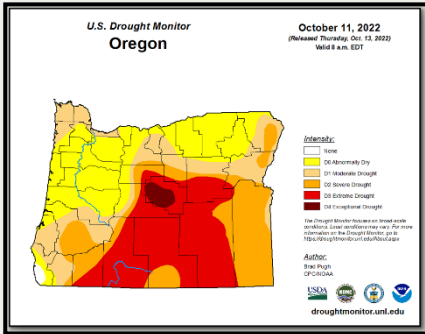 U.S. Drought Monitor
Oregon
October 11, 2022
(Released Thursday, Oct. 13, 2022)
Valid 8 a.m. EDT
Intensity:
None
D0 Abnormally Dry
D1 Moderate Drought
D2 Severe Drought
D3 Extreme Drought
D4 Exceptional Drought
The Drought Monitor focuses on broad-scale
conditions. Local conditions may vary. For more
information on the Drought Monitor, go to
https://droughtmonitor.unl.edu/About.aspx
Author:
Brad Pugh
CPC/NOAA
USDA
NDMC
droughtmonitor.unl.edu